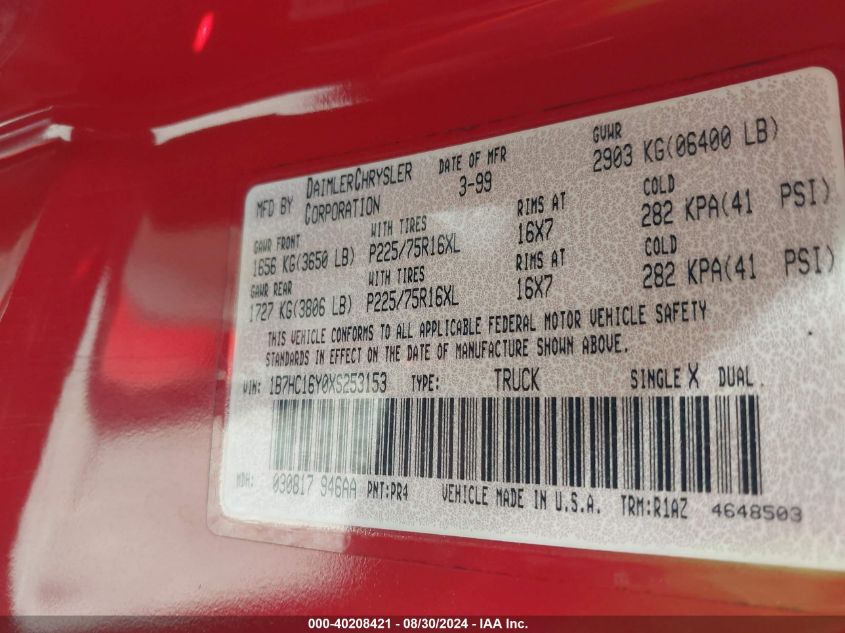 MFD BY DAIMLERCHRYSLER CORPORATION DATE OF MFR 3-99 GVWR 2903 KG(06400 LB)
GAWR FRONT WITH TIRES RIMS AT COLD
1656 KG(3650 LB) P225/75R16XL 16X7 282 KPA(41 PSI)
GAWR REAR WITH TIRES RIMS AT COLD
1727 KG(3806 LB) P225/75R16XL 16X7 282 KPA(41 PSI)
THIS VEHICLE CONFORMS TO ALL APPLICABLE FEDERAL MOTOR VEHICLE SAFETY
STANDARDS IN EFFECT ON THE DATE OF MANUFACTURE SHOWN ABOVE.
VIN: 1B7HC16Y0XS253153 TYPE: TRUCK SINGLE X DUAL
MDH: 030817 946AA PNT:PR4 VEHICLE MADE IN U.S.A. TRM:R1AZ 4648503
000-40208421 - 08/30/2024 - IAA Inc.